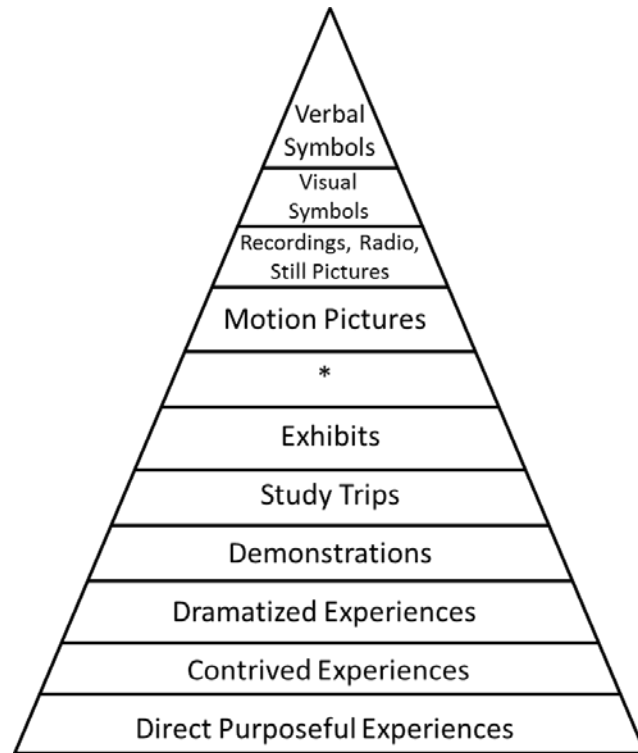 Verbal
Symbols
Visual
Symbols
Recordings, Radio,
Still Pictures
Motion Pictures
*
Exhibits
Study Trips
Demonstrations
Dramatized Experiences
Contrived Experiences
Direct Purposeful Experiences